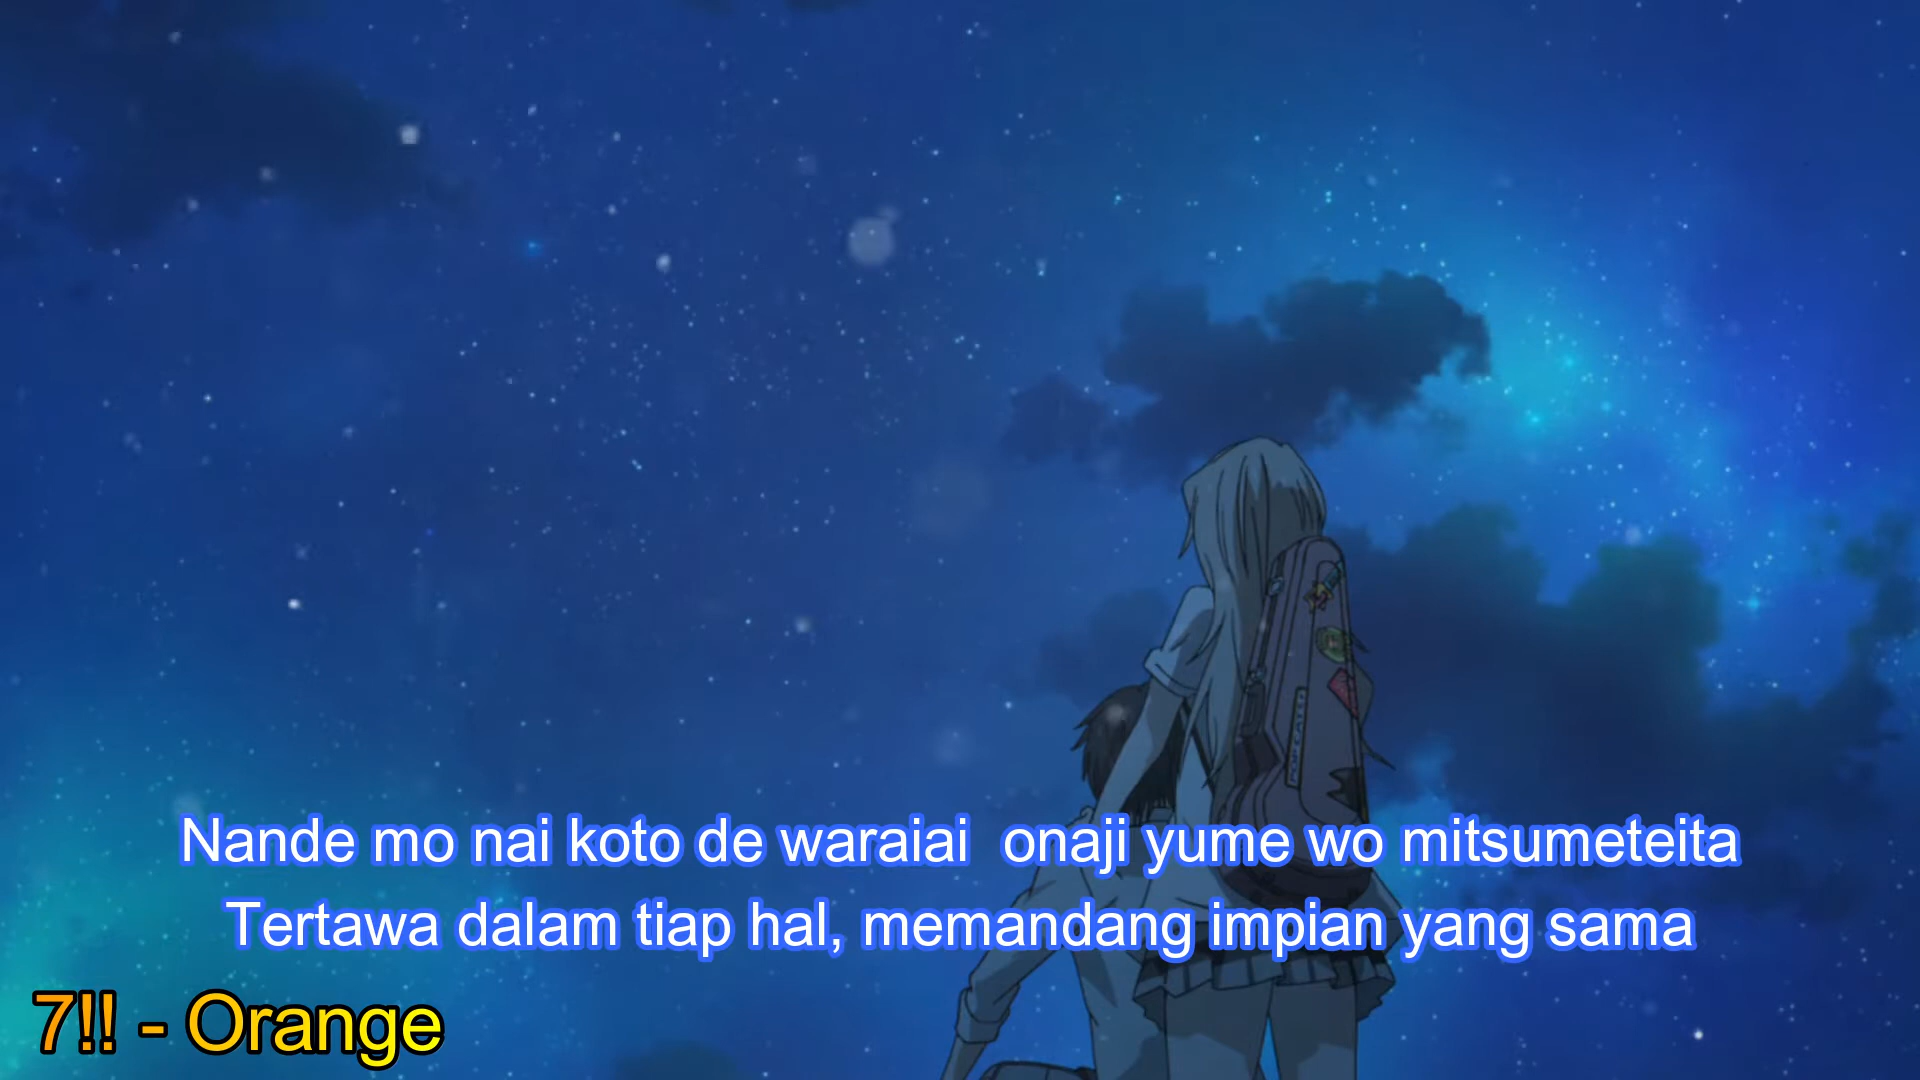 Nande mo nai koto de waraiai  onaji yume wo mitsumeteita
Tertawa dalam tiap hal, memandang impian yang sama
7!! - Orange